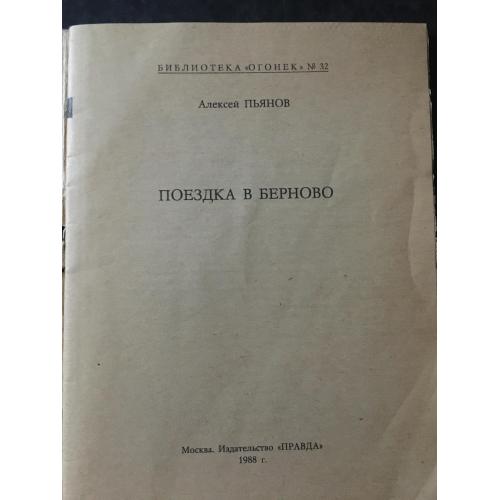 БИБЛИОТЕКА «ОГОНЕК» № 32
Алексей ПЬЯНОВ
ПОЕЗДКА В БЕРНОВО
Москва. Издательство «ПРАВДА»
1988 г.